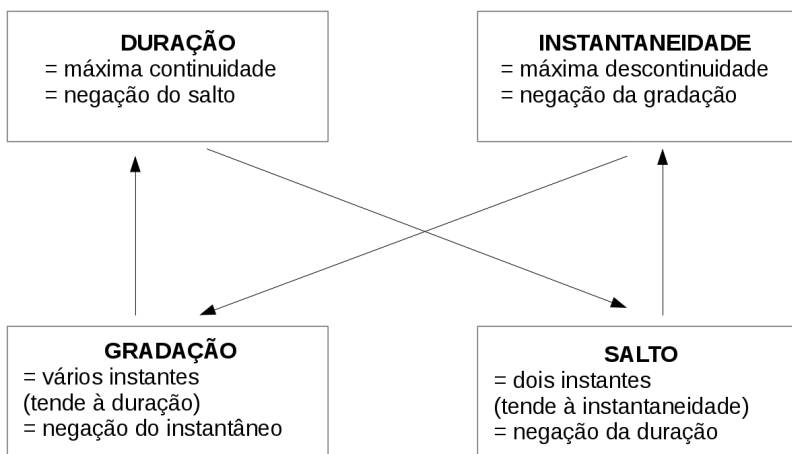 DURAÇÃO
= máxima continuidade
= negação do salto
INSTANTANEIDADE
= máxima descontinuidade
= negação da gradação
GRADAÇÃO
= vários instantes
(tende à duração)
= negação do instantâneo
SALTO
= dois instantes
(tende à instantaneidade)
= negação da duração